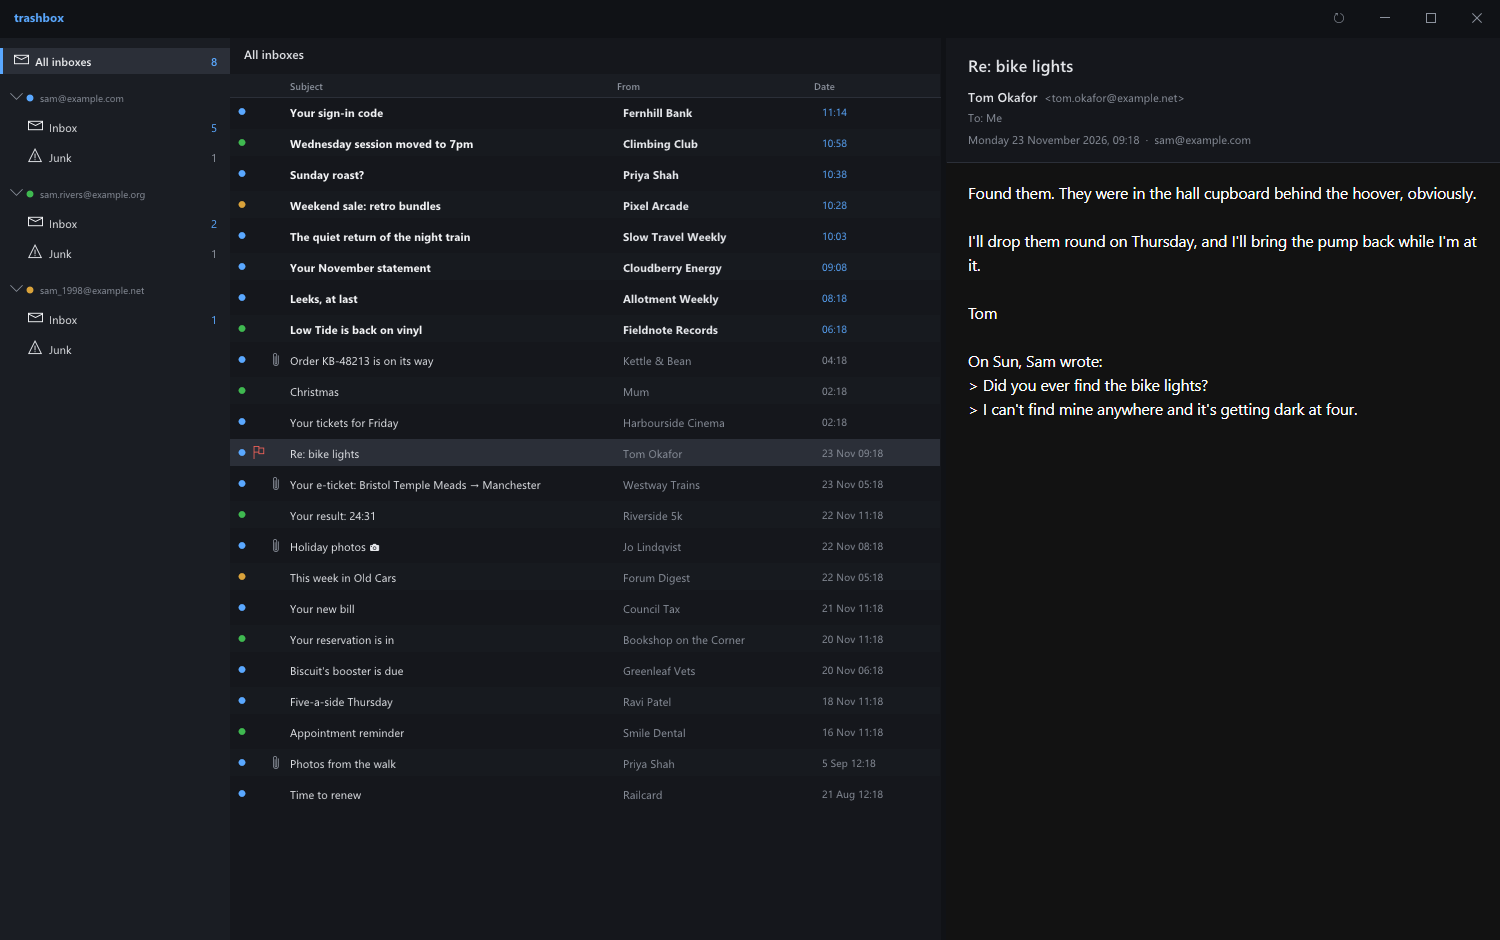 trashbox
All inboxes 8
sam@example.com
Inbox 5
Junk 1
sam.rivers@example.org
Inbox 2
Junk 1
sam_1998@example.net
Inbox 1
Junk
All inboxes
Subject From Date
Your sign-in code Fernhill Bank 11:14
Wednesday session moved to 7pm Climbing Club 10:58
Sunday roast? Priya Shah 10:38
Weekend sale: retro bundles Pixel Arcade 10:28
The quiet return of the night train Slow Travel Weekly 10:03
Your November statement Cloudberry Energy 09:08
Leeks, at last Allotment Weekly 08:18
Low Tide is back on vinyl Fieldnote Records 06:18
Order KB-48213 is on its way Kettle & Bean 04:18
Christmas Mum 02:18
Your tickets for Friday Harbourside Cinema 02:18
Re: bike lights Tom Okafor 23 Nov 09:18
Your e-ticket: Bristol Temple Meads → Manchester Westway Trains 23 Nov 05:18
Your result: 24:31 Riverside 5k 22 Nov 11:18
Holiday photos 📷 Jo Lindqvist 22 Nov 08:18
This week in Old Cars Forum Digest 22 Nov 05:18
Your new bill Council Tax 21 Nov 11:18
Your reservation is in Bookshop on the Corner 20 Nov 11:18
Biscuit's booster is due Greenleaf Vets 20 Nov 06:18
Five-a-side Thursday Ravi Patel 18 Nov 11:18
Appointment reminder Smile Dental 16 Nov 11:18
Photos from the walk Priya Shah 5 Sep 12:18
Time to renew Railcard 21 Aug 12:18
Re: bike lights
Tom Okafor <tom.okafor@example.net>
To: Me
Monday 23 November 2026, 09:18 · sam@example.com
Found them. They were in the hall cupboard behind the hoover, obviously.
I'll drop them round on Thursday, and I'll bring the pump back while I'm at
it.
Tom
On Sun, Sam wrote:
> Did you ever find the bike lights?
> I can't find mine anywhere and it's getting dark at four.